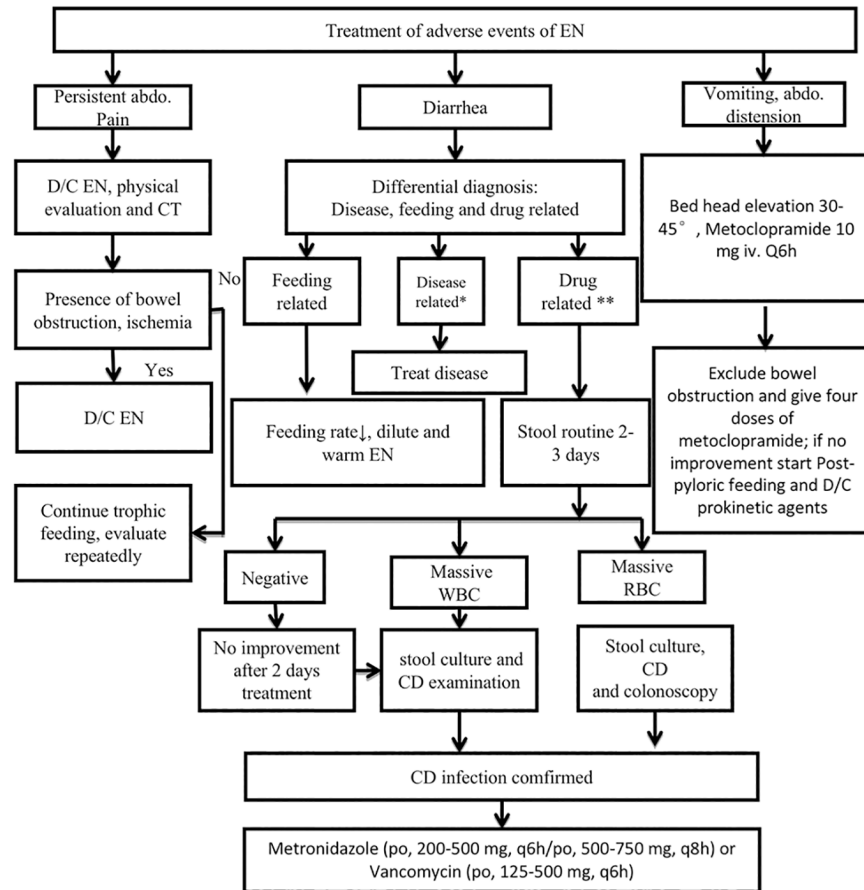 Treatment of adverse events of EN
Persistent abdo.
Pain
Diarrhea
Vomiting, abdo.
distension
D/C EN, physical
evaluation and CT
Differential diagnosis:
Disease, feeding and drug related
Bed head elevation 30-
45°, Metoclopramide 10
mg iv. Q6h
Presence of bowel
obstruction, ischemia
No
Feeding
related
Disease
related*
Drug
related **
Yes
Treat disease
D/C EN
Feeding rate↓, dilute and
warm EN
Stool routine 2-
3 days
Exclude bowel
obstruction and give four
doses of
metoclopramide; if no
improvement start Post-
pyloric feeding and D/C
prokinetic agents
Continue trophic
feeding, evaluate
repeatedly
Negative
Massive
WBC
Massive
RBC
No improvement
after 2 days
treatment
stool culture and
CD examination
Stool culture,
CD
and colonoscopy
CD infection comfirmed
Metronidazole (po, 200-500 mg, q6h/po, 500-750 mg, q8h) or
Vancomycin (po, 125-500 mg, q6h)